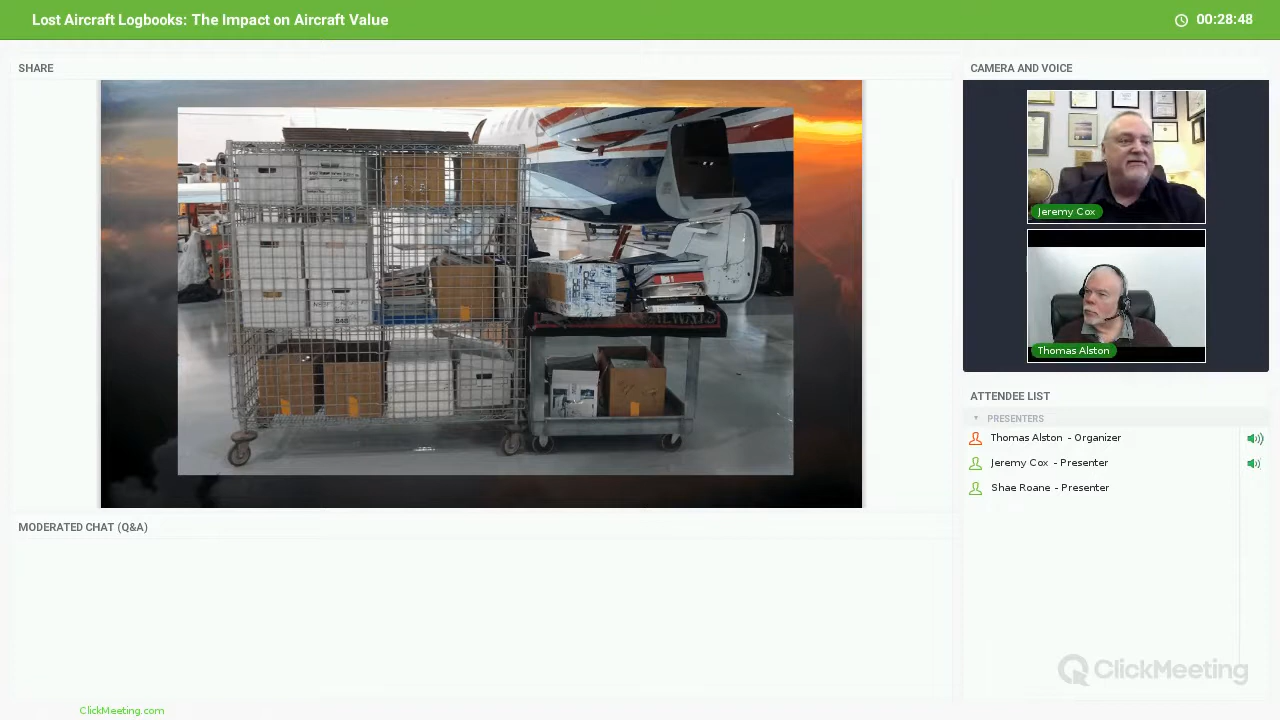 Lost Aircraft Logbooks: The Impact on Aircraft Value
00:28:48
SHARE
CAMERA AND VOICE
Jeremy Cox
Thomas Alston
ATTENDEE LIST
PRESENTERS
Thomas Alston - Organizer
Jeremy Cox - Presenter
Shae Roane - Presenter
MODERATED CHAT (Q&A)
ClickMeeting
ClickMeeting.com